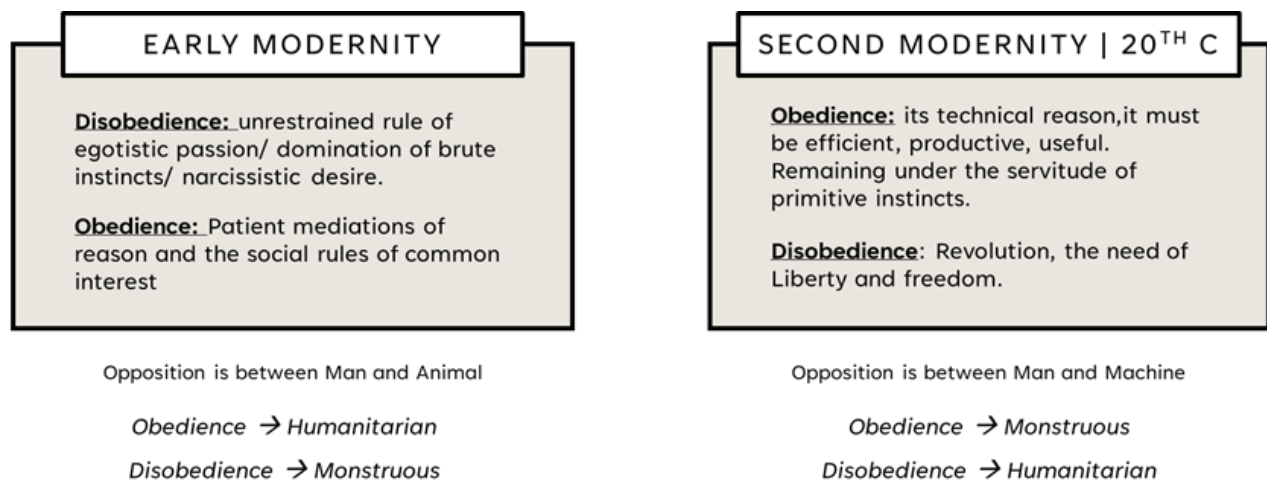 EARLY MODERNITY
Disobedience: unrestrained rule of
egotistic passion/ domination of brute
instincts/ narcissistic desire.
Obedience: Patient mediations of
reason and the social rules of common
interest
Opposition is between Man and Animal
Obedience → Humanitarian
Disobedience → Monstruous
SECOND MODERNITY | 20TH C
Obedience: its technical reason,it must
be efficient, productive, useful.
Remaining under the servitude of
primitive instincts.
Disobedience: Revolution, the need of
Liberty and freedom.
Opposition is between Man and Machine
Obedience → Monstruous
Disobedience → Humanitarian